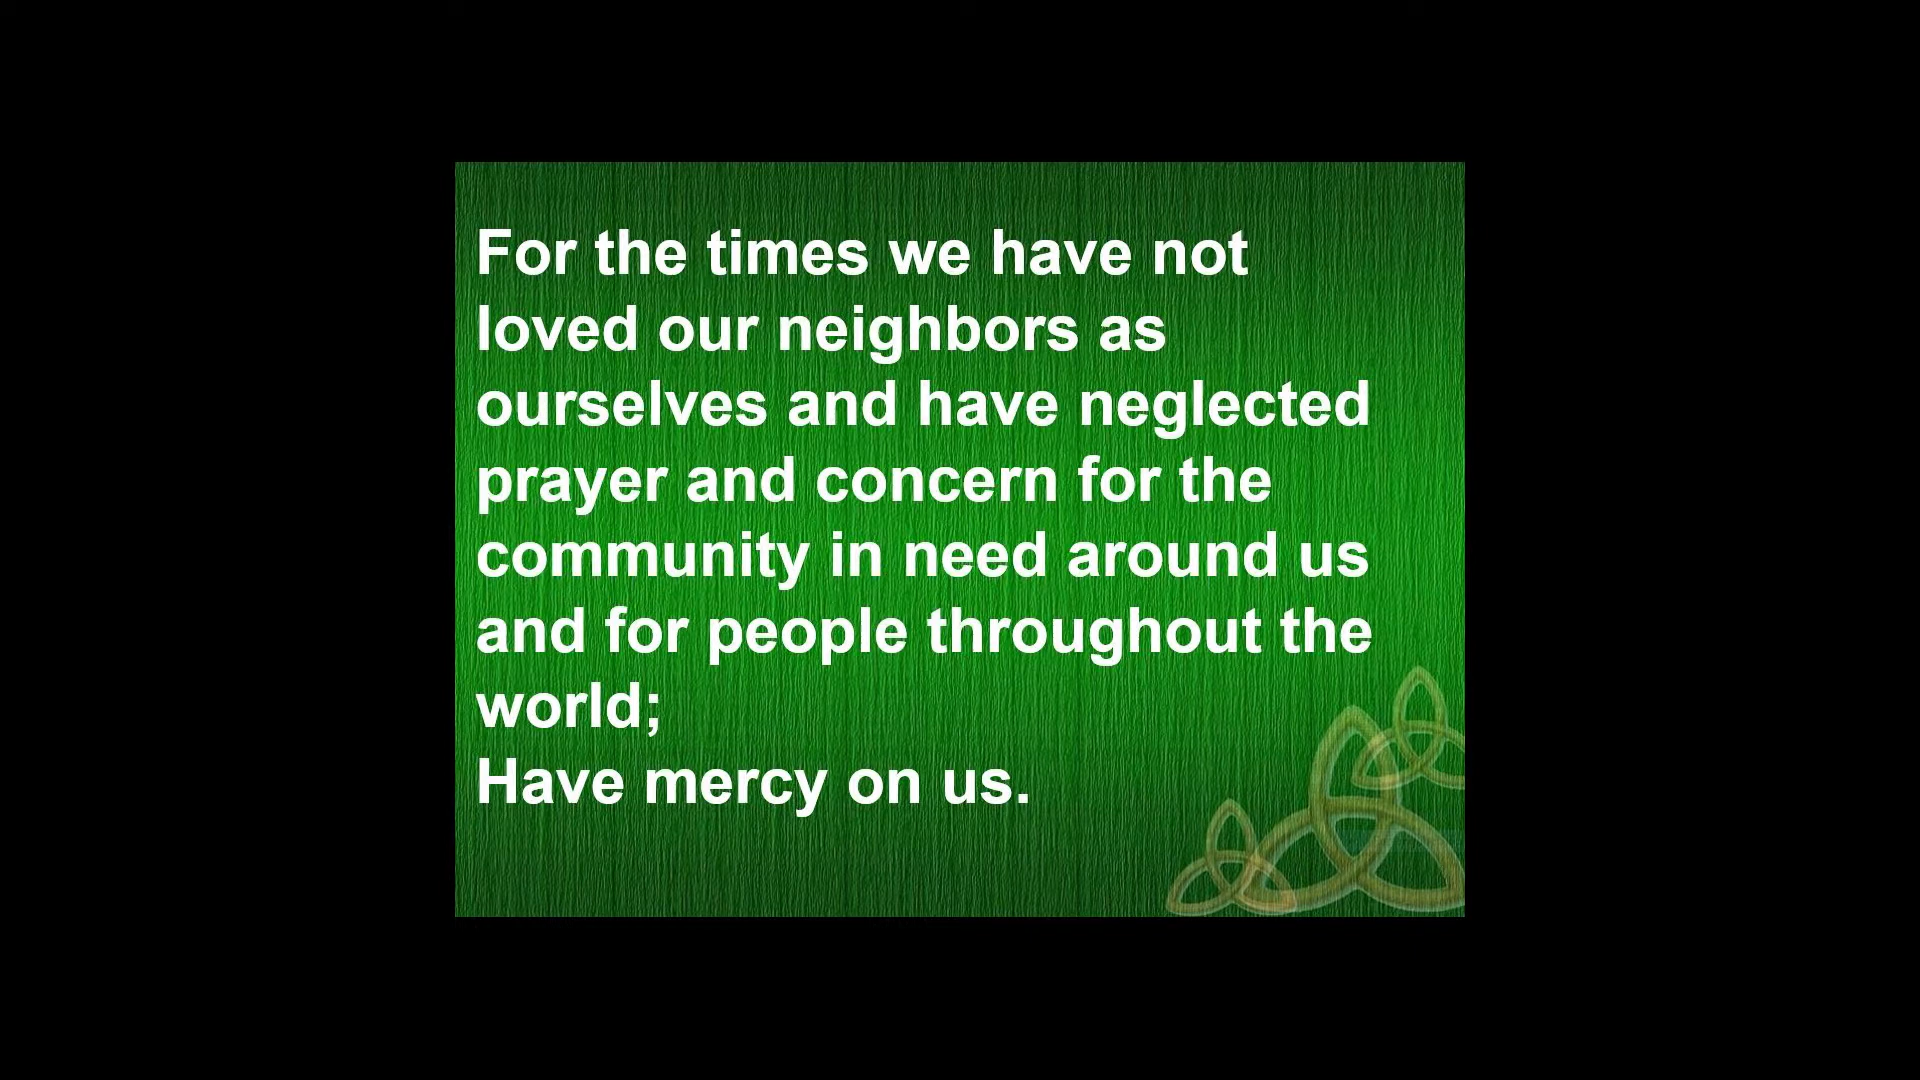 For the times we have not
loved our neighbors as
ourselves and have neglected
prayer and concern for the
community in need around us
and for people throughout the
world;
Have mercy on us.